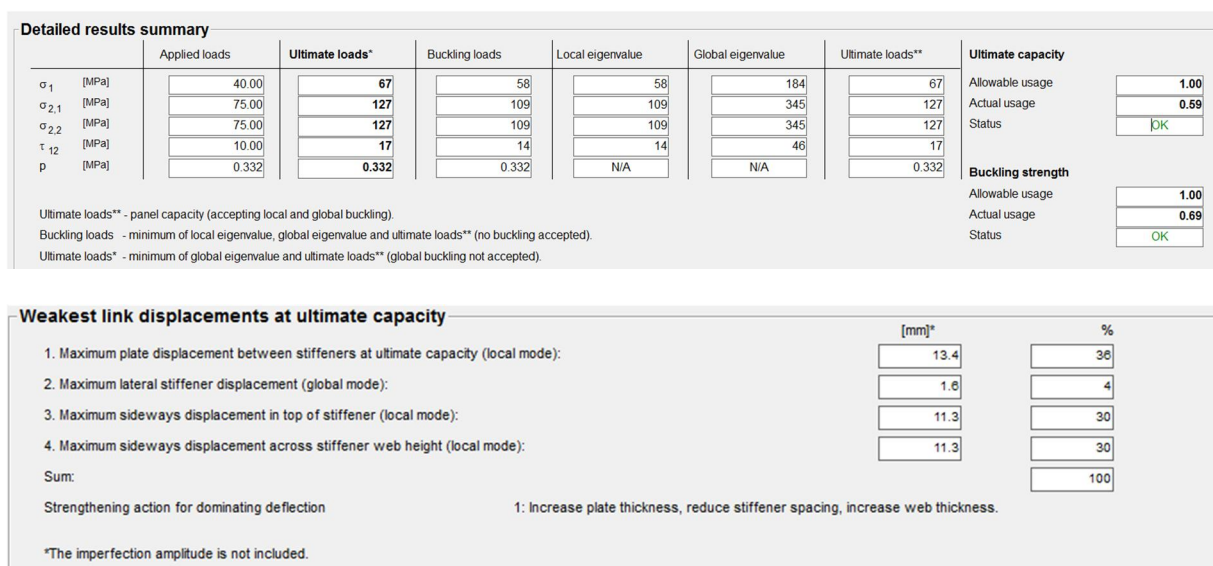 Detailed results summary
Applied loads Ultimate loads* Buckling loads Local eigenvalue Global eigenvalue Ultimate loads** Ultimate capacity
σ1 [MPa] 40.00 67 58 58 184 67 Allowable usage 1.00
σ2,1 [MPa] 75.00 127 109 109 345 127 Actual usage 0.59
σ2,2 [MPa] 75.00 127 109 109 345 127 Status OK
τ12 [MPa] 10.00 17 14 14 46 17
p [MPa] 0.332 0.332 0.332 N/A N/A 0.332 Buckling strength
Allowable usage 1.00
Ultimate loads** - panel capacity (accepting local and global buckling). Actual usage 0.69
Buckling loads - minimum of local eigenvalue, global eigenvalue and ultimate loads** (no buckling accepted). Status OK
Ultimate loads* - minimum of global eigenvalue and ultimate loads** (global buckling not accepted).
Weakest link displacements at ultimate capacity
[mm]* %
1. Maximum plate displacement between stiffeners at ultimate capacity (local mode): 13.4 36
2. Maximum lateral stiffener displacement (global mode): 1.6 4
3. Maximum sideways displacement in top of stiffener (local mode): 11.3 30
4. Maximum sideways displacement across stiffener web height (local mode): 11.3 30
Sum: 100
Strengthening action for dominating deflection 1: Increase plate thickness, reduce stiffener spacing, increase web thickness.
*The imperfection amplitude is not included.